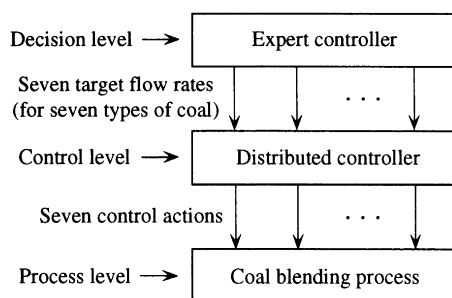 Decision level
Expert controller
Seven target flow rates
(for seven types of coal)
. . .
Control level
Distributed controller
Seven control actions
. . .
Process level
Coal blending process